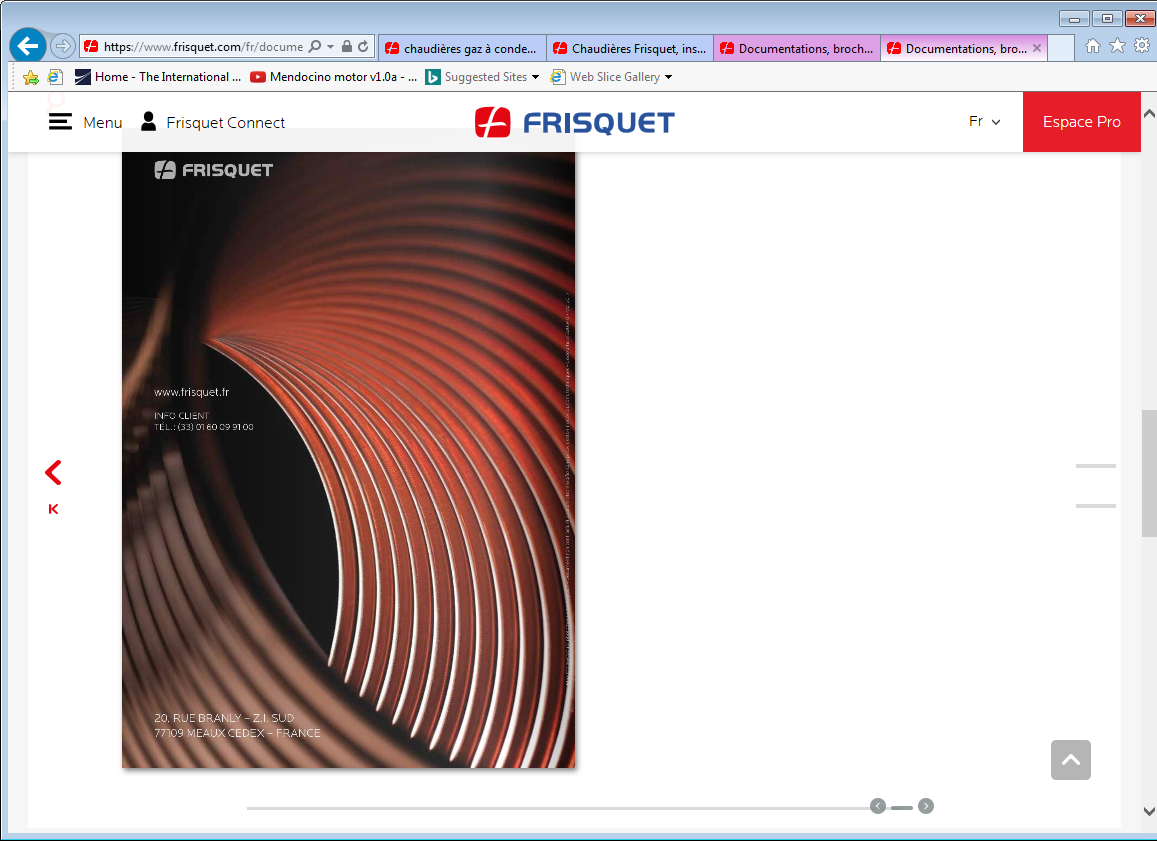 https://www.frisquet.com/fr/docume
chaudières gaz à conde...
Chaudières Frisquet, ins...
Documentations, broch...
Documentations, bro...
Home - The International ...
Mendocino motor v1.0a - ...
Suggested Sites
Web Slice Gallery
Menu
Frisquet Connect
FRISQUET
Fr
Espace Pro
FRISQUET
www.frisquet.fr
INFO CLIENT
TÉL.: (33) 01 60 09 91 00
20, RUE BRANLY – Z.I. SUD
77109 MEAUX CEDEX – FRANCE